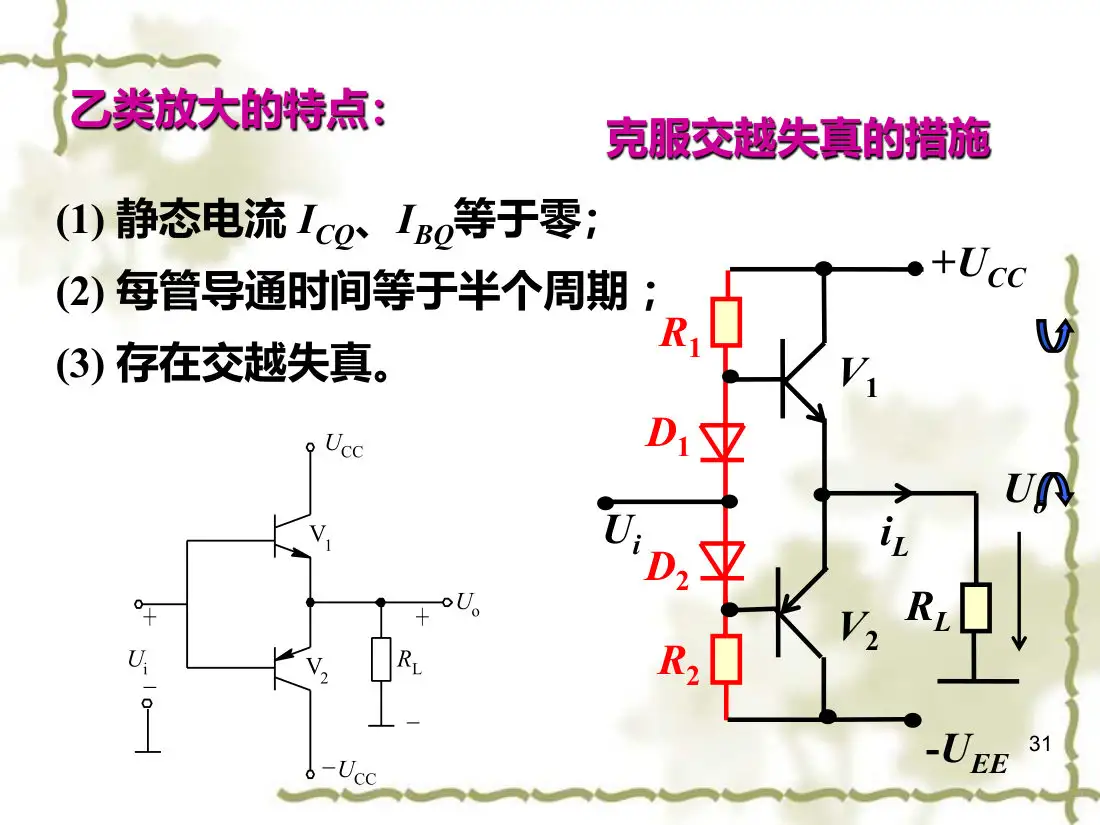 乙类放大的特点：
克服交越失真的措施
(1) 静态电流 ICQ、IBQ等于零；
(2) 每管导通时间等于半个周期 ；
(3) 存在交越失真。
UCC
V1
+
+
Uo
Ui
V2
RL
−
−
−UCC
+UCC
R1
V1
D1
Uo
Ui
iL
D2
RL
V2
R2
-UEE
31